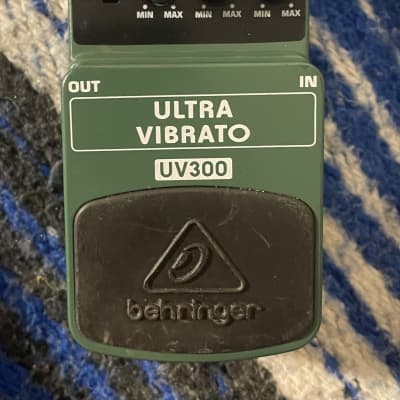 MIN MAX MIN MAX MIN MAX
OUT IN
ULTRA
VIBRATO
UV300
behringer